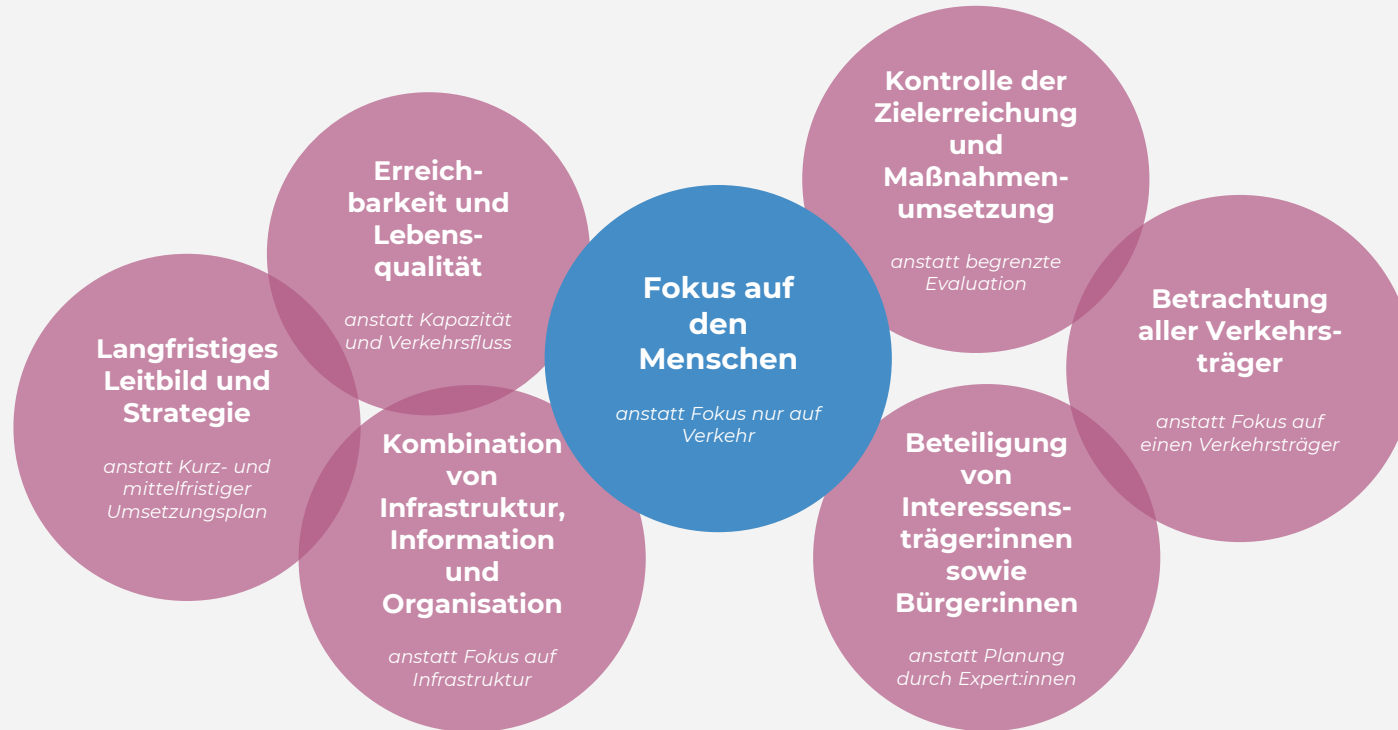 Langfristiges
Leitbild und
Strategie
anstatt Kurz- und
mittelfristiger
Umsetzungsplan
Erreich-
barkeit und
Lebens-
qualität
anstatt Kapazität
und Verkehrsfluss
Kombination
von
Infrastruktur,
Information
und
Organisation
anstatt Fokus auf
Infrastruktur
Fokus auf
den
Menschen
anstatt Fokus nur auf
Verkehr
Kontrolle der
Zielerreichung
und
Maßnahmen-
umsetzung
anstatt begrenzte
Evaluation
Beteiligung
von
Interessens-
träger:innen
sowie
Bürger:innen
anstatt Planung
durch Expert:innen
Betrachtung
aller Verkehrs-
träger
anstatt Fokus auf
einen Verkehrsträger